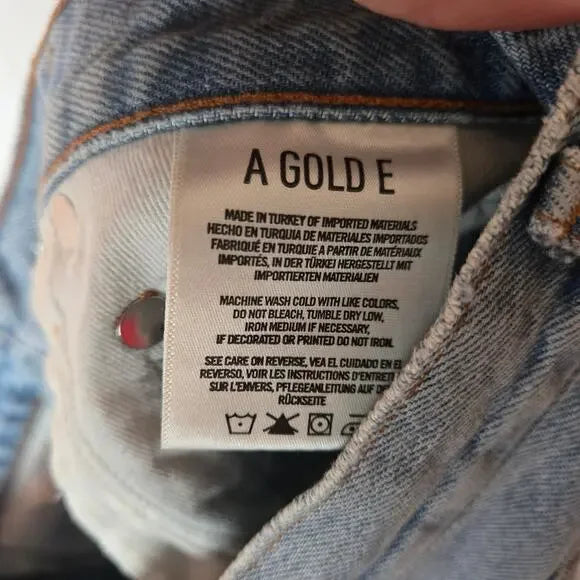 A GOLD E
MADE IN TURKEY OF IMPORTED MATERIALS
HECHO EN TURQUIA DE MATERIALES IMPORTADOS
FABRIQUÉ EN TURQUIE A PARTIR DE MATÉRIAUX
IMPORTÉS, IN DER TÜRKEI HERGESTELLT MIT
IMPORTIERTEN MATERIALIEN
MACHINE WASH COLD WITH LIKE COLORS,
DO NOT BLEACH, TUMBLE DRY LOW,
IRON MEDIUM IF NECESSARY,
IF DECORATED OR PRINTED DO NOT IRON.
SEE CARE ON REVERSE, VEA EL CUIDADO EN EL
REVERSO, VOIR LES INSTRUCTIONS D'ENTRETI
SUR L'ENVERS, PFLEGEANLEITUNG AUF DE
RÜCKSEITE